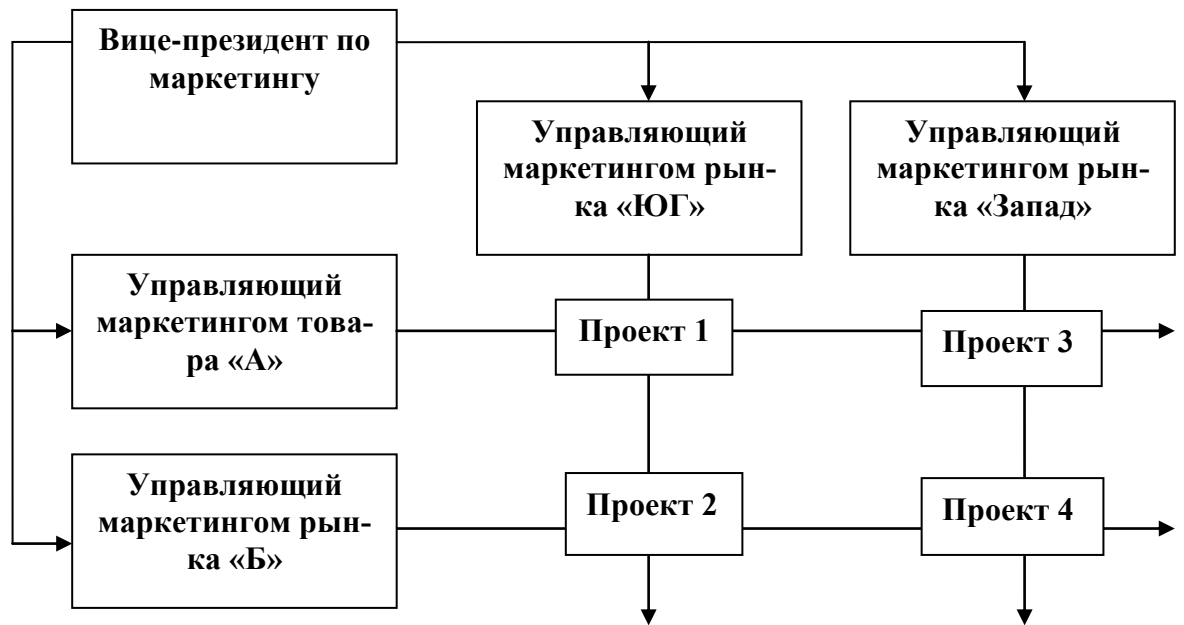 Вице-президент по
маркетингу
Управляющий
маркетингом рын-
ка «ЮГ»
Управляющий
маркетингом рын-
ка «Запад»
Управляющий
маркетингом това-
ра «А»
Проект 1
Проект 3
Управляющий
маркетингом рын-
ка «Б»
Проект 2
Проект 4